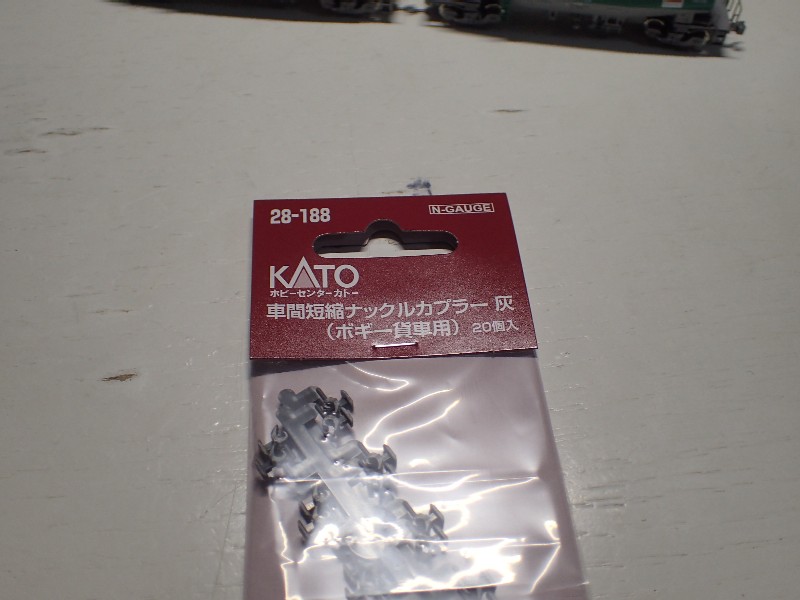 28-188
N-GAUGE
KATO
ホビーセンターカトー
車間短縮ナックルカプラー 灰
（ボギー貨車用） 20個入